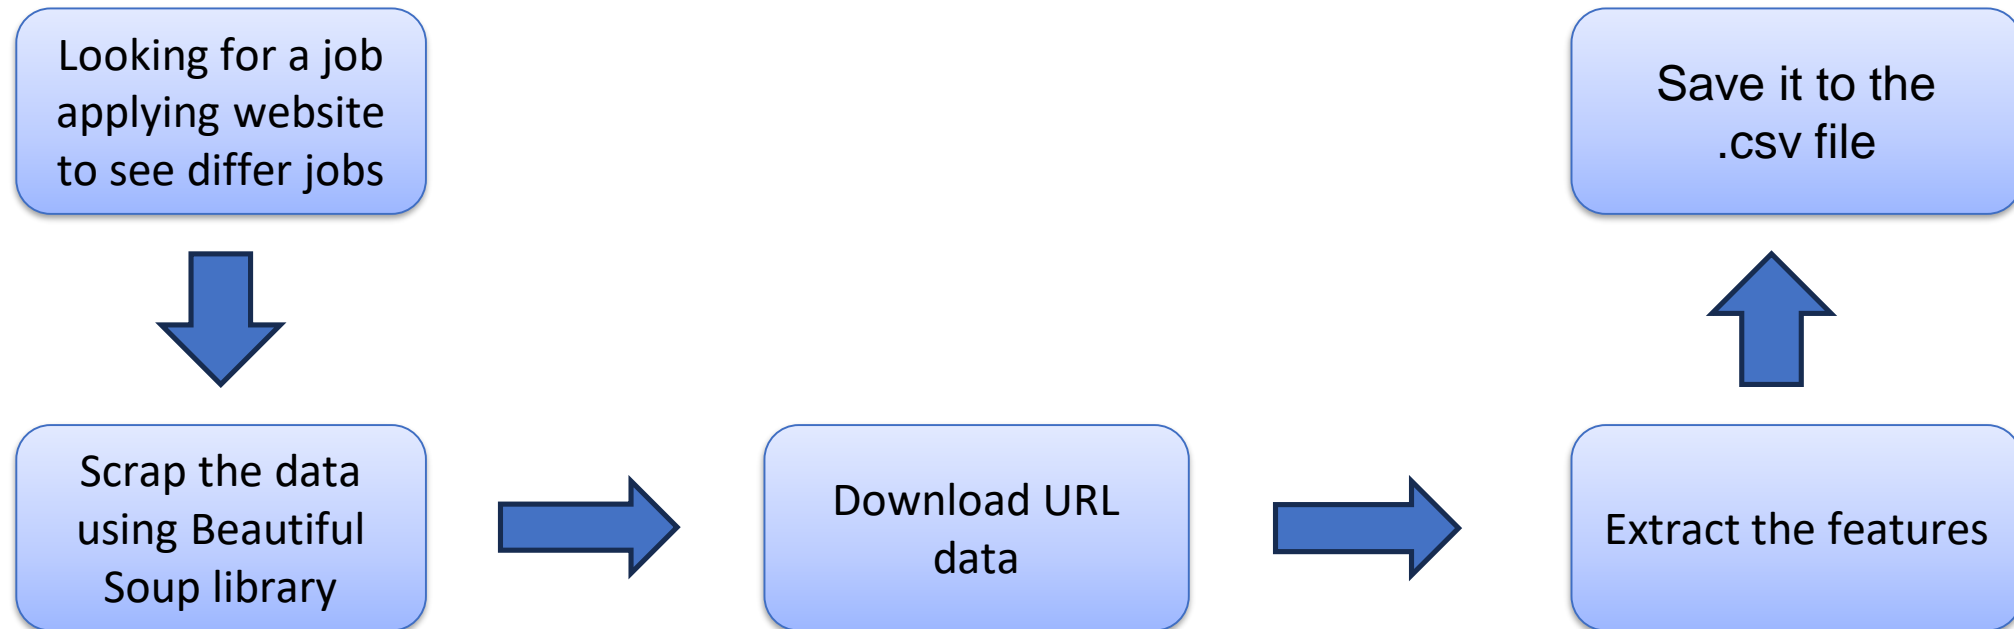 Looking for a job
applying website
to see differ jobs
Scrap the data
using Beautiful
Soup library
Download URL
data
Extract the features
Save it to the
.csv file